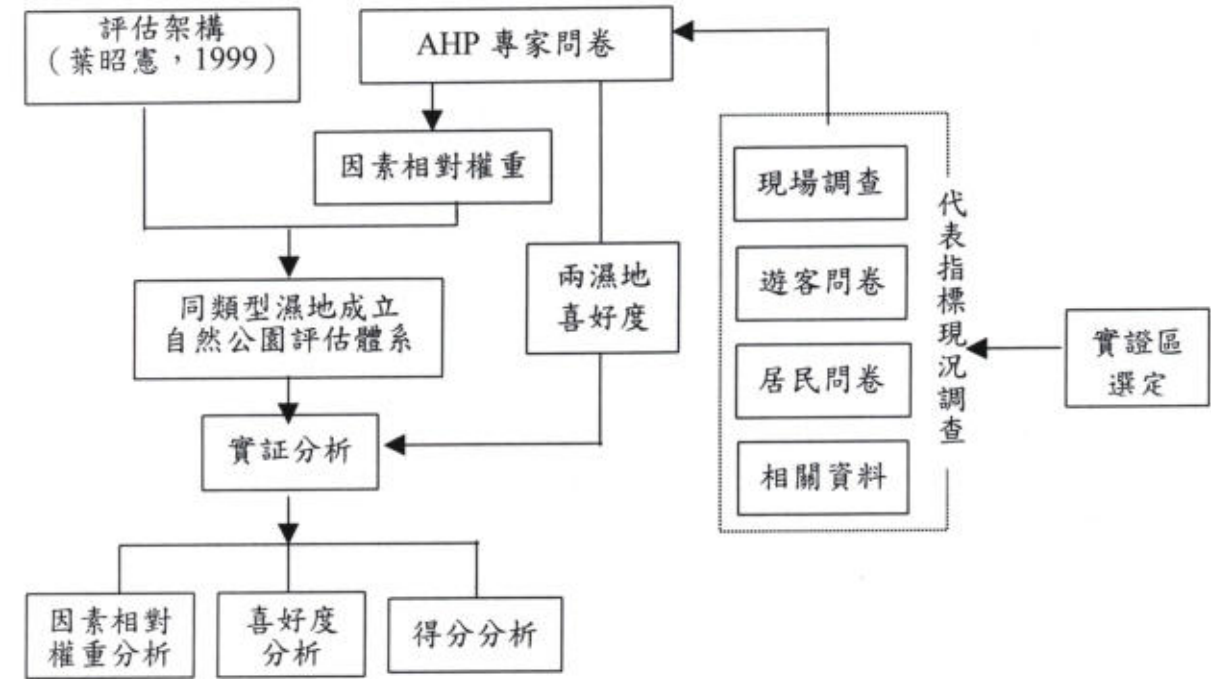 評估架構
（葉昭憲，1999）
AHP 專家問卷
因素相對權重
現場調查
遊客問卷
居民問卷
相關資料
代表指標現況調查
實證區
選定
兩濕地
喜好度
同類型濕地成立
自然公園評估體系
實証分析
因素相對
權重分析
喜好度
分析
得分分析